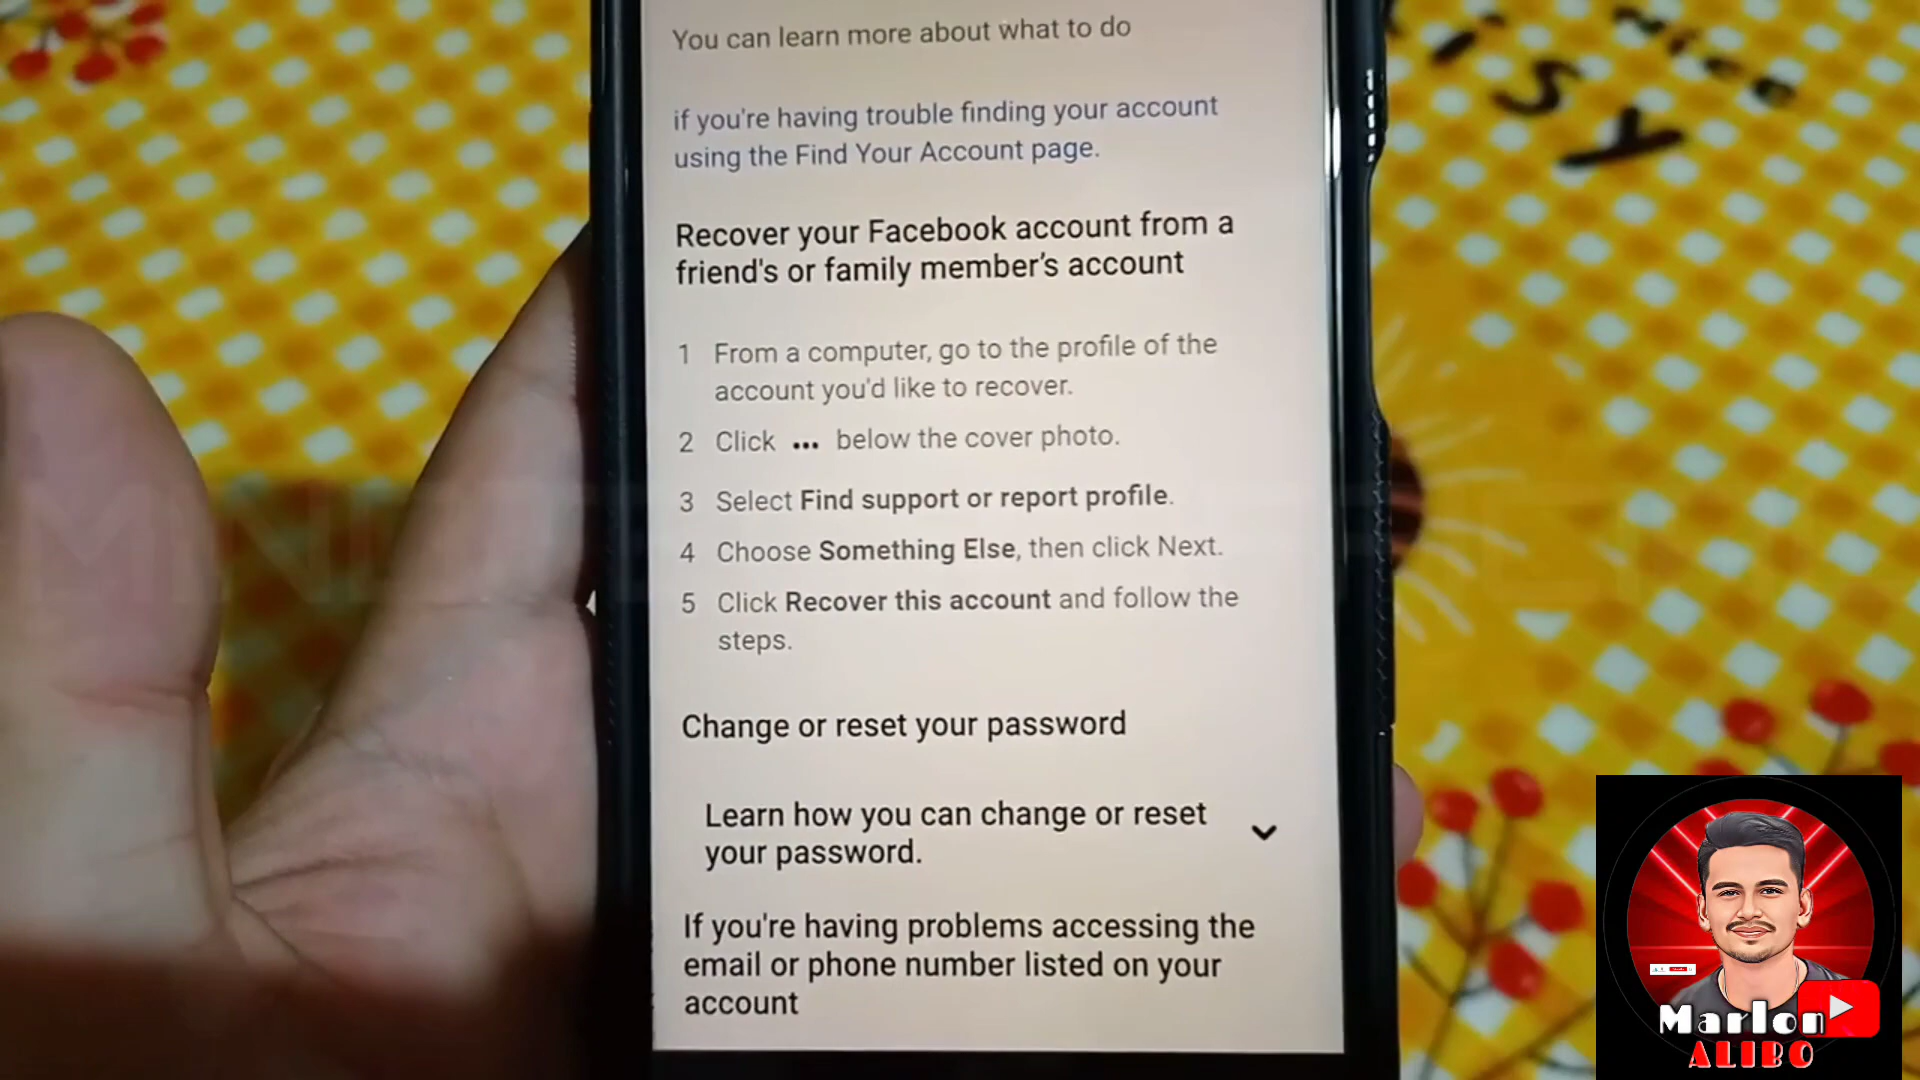 You can learn more about what to do
if you're having trouble finding your account
using the Find Your Account page.
Recover your Facebook account from a
friend's or family member's account
1 From a computer, go to the profile of the
account you'd like to recover.
2 Click ... below the cover photo.
3 Select Find support or report profile.
4 Choose Something Else, then click Next.
5 Click Recover this account and follow the
steps.
Change or reset your password
Learn how you can change or reset
your password.
If you're having problems accessing the
email or phone number listed on your
account
Marlon
ALIBO